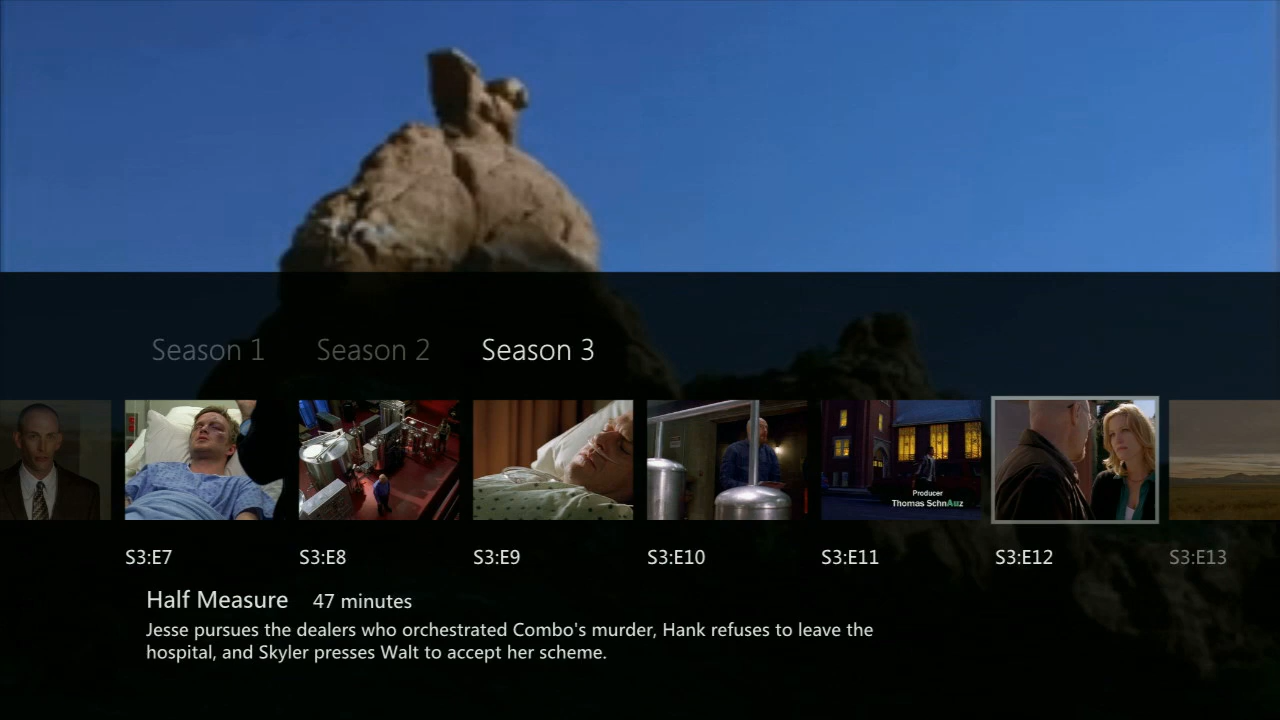 Season 1 Season 2 Season 3
Producer
Thomas SchnAuz
S3:E7 S3:E8 S3:E9 S3:E10 S3:E11 S3:E12 S3:E13
Half Measure 47 minutes
Jesse pursues the dealers who orchestrated Combo's murder, Hank refuses to leave the
hospital, and Skyler presses Walt to accept her scheme.